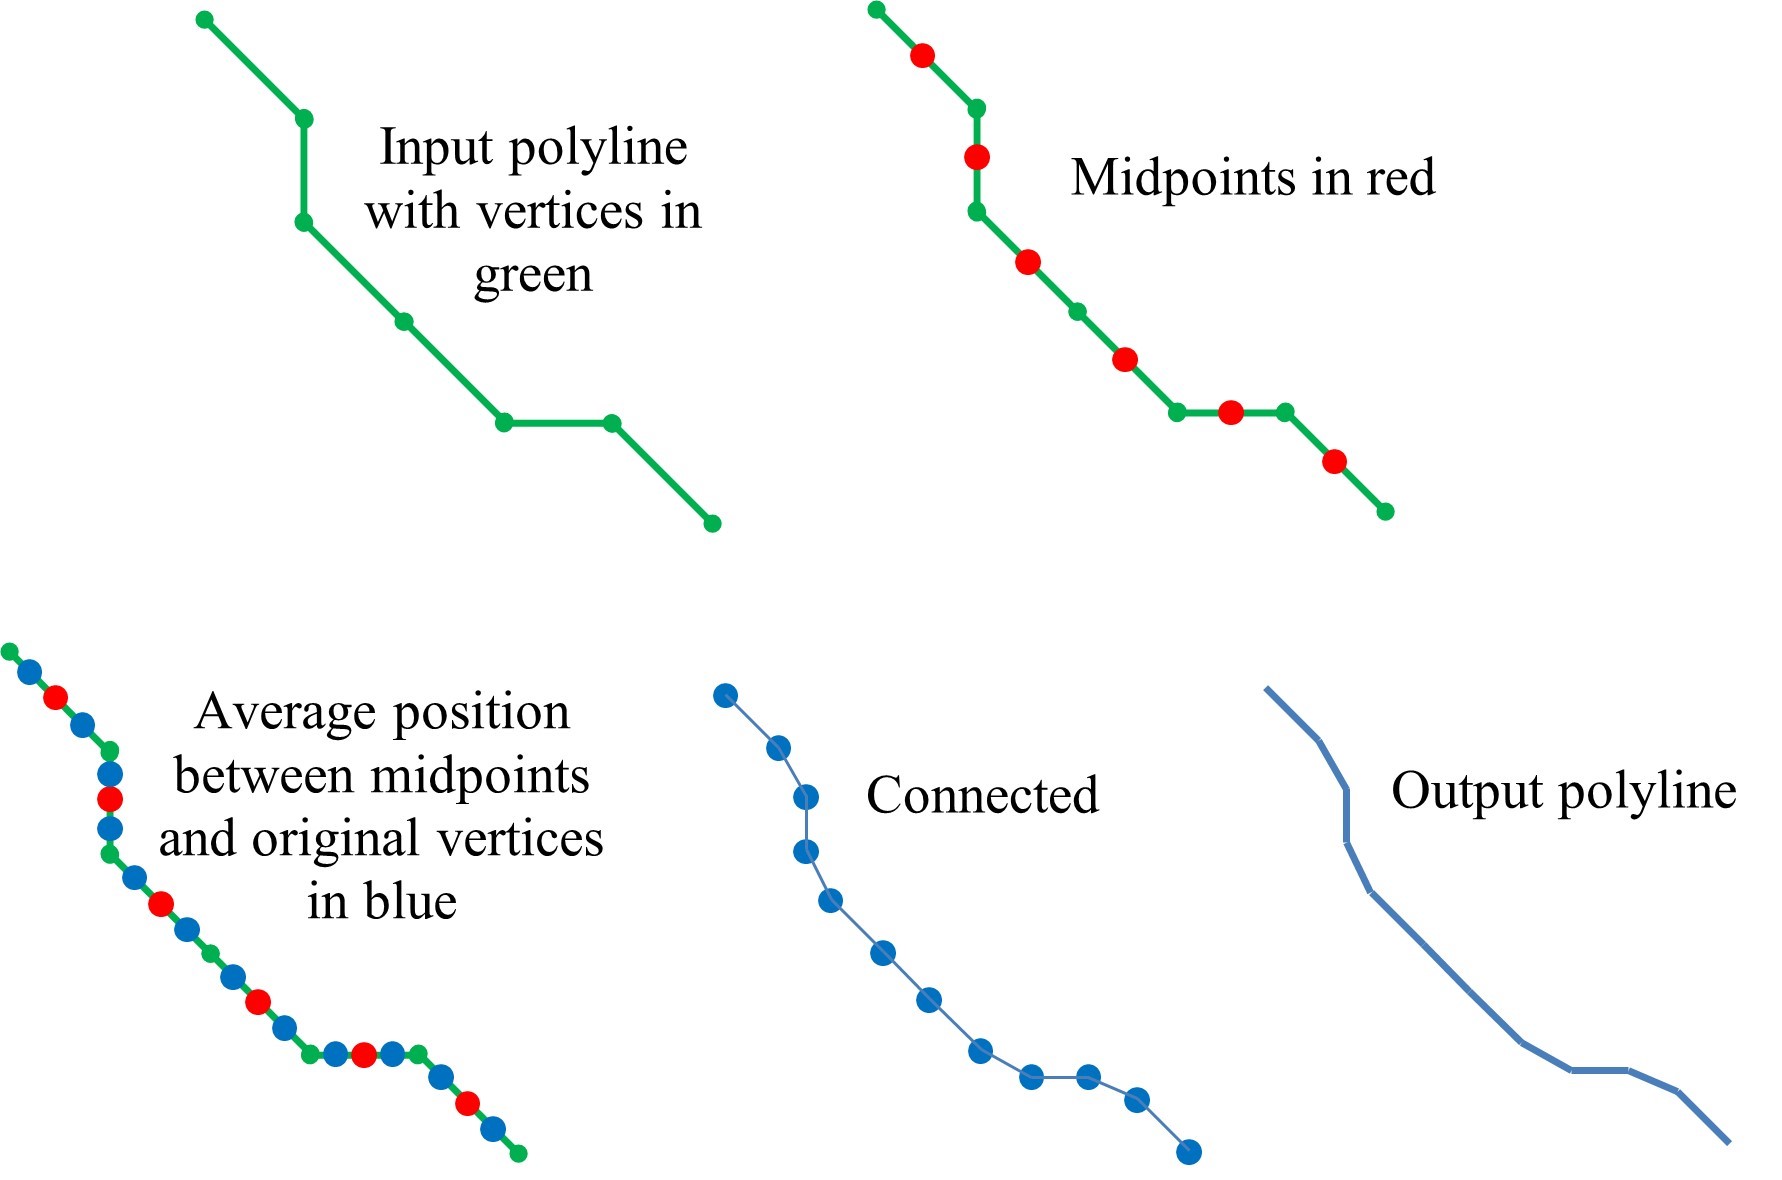 Input polyline
with vertices in
green
Midpoints in red
Average position
between midpoints
and original vertices
in blue
Connected
Output polyline